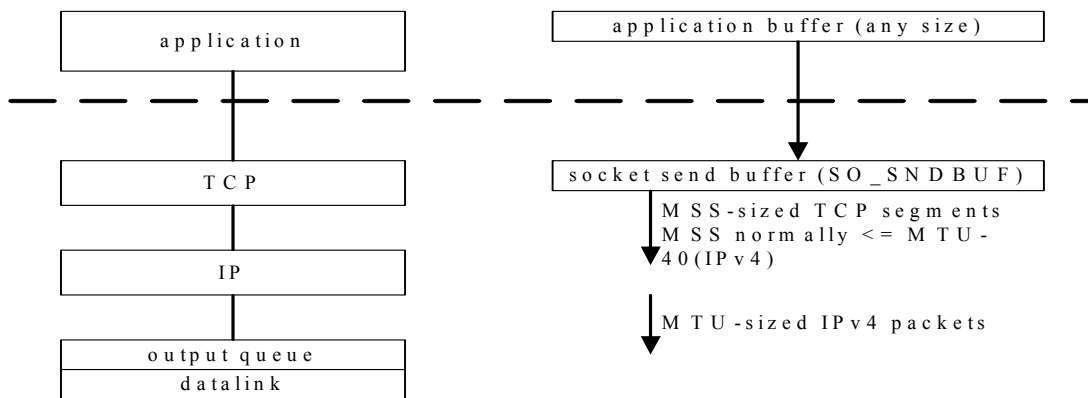 application
TCP
IP
output queue
datalink
application buffer (any size)
socket send buffer (SO_SNDBUF)
MSS-sized TCP segments
MSS normally <= MTU-
40(IPv4)
MTU-sized IPv4 packets